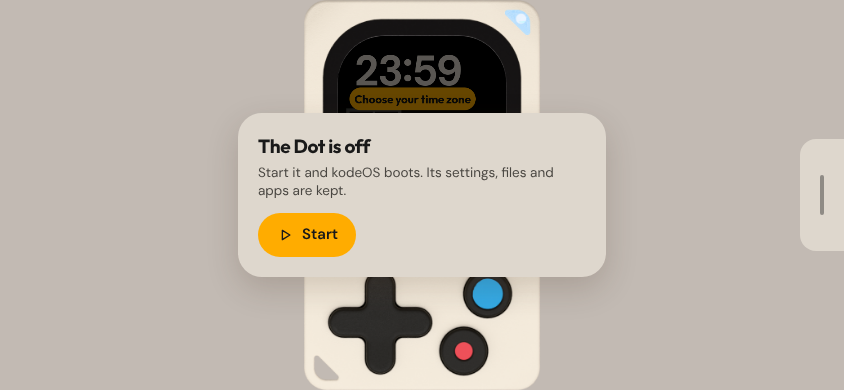 23:59
Choose your time zone
The Dot is off
Start it and kodeOS boots. Its settings, files and
apps are kept.
Start